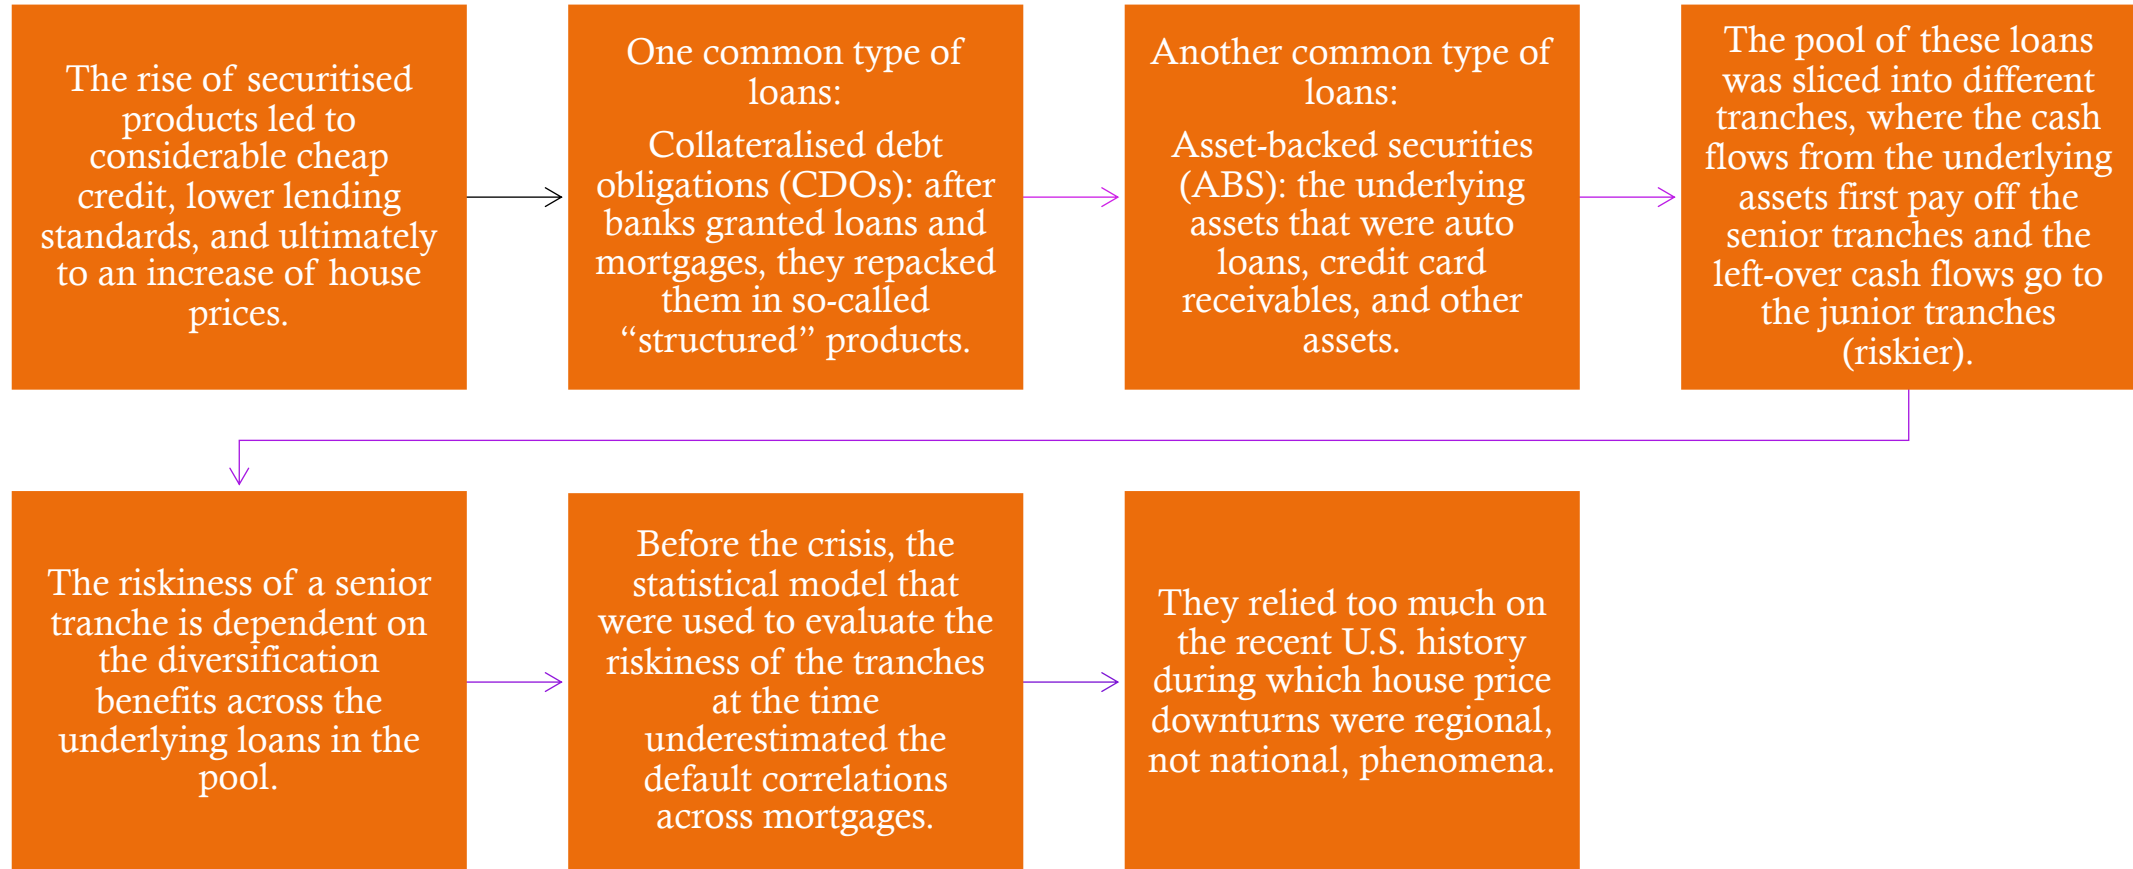 The rise of securitised
products led to
considerable cheap
credit, lower lending
standards, and ultimately
to an increase of house
prices.
One common type of
loans:
Collateralised debt
obligations (CDOs): after
banks granted loans and
mortgages, they repacked
them in so-called
“structured” products.
Another common type of
loans:
Asset-backed securities
(ABS): the underlying
assets that were auto
loans, credit card
receivables, and other
assets.
The pool of these loans
was sliced into different
tranches, where the cash
flows from the underlying
assets first pay off the
senior tranches and the
left-over cash flows go to
the junior tranches
(riskier).
The riskiness of a senior
tranche is dependent on
the diversification
benefits across the
underlying loans in the
pool.
Before the crisis, the
statistical model that
were used to evaluate the
riskiness of the tranches
at the time
underestimated the
default correlations
across mortgages.
They relied too much on
the recent U.S. history
during which house price
downturns were regional,
not national, phenomena.